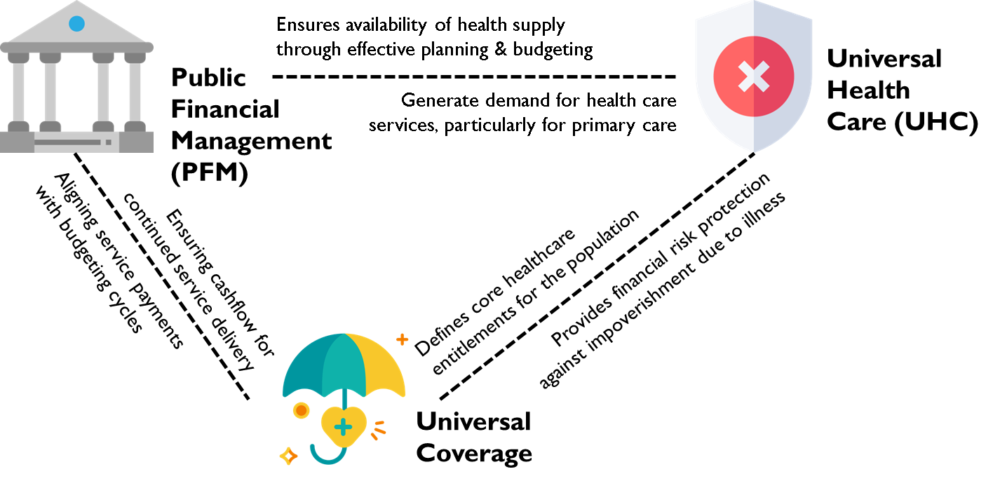 Ensures availability of health supply
through effective planning & budgeting
Public
Financial
Management
(PFM)
Generate demand for health care
services, particularly for primary care
Universal
Health
Care (UHC)
Aligning service payments
with budgeting cycles
Ensuring cashflow for
continued service delivery
Defines core healthcare
entitlements for the population
Provides financial risk protection
against impoverishment due to illness
Universal
Coverage